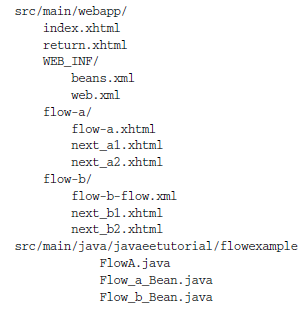 src/main/webapp/
index.xhtml
return.xhtml
WEB_INF/
beans.xml
web.xml
flow-a/
flow-a.xhtml
next_a1.xhtml
next_a2.xhtml
flow-b/
flow-b-flow.xml
next_b1.xhtml
next_b2.xhtml
src/main/java/javaeetutorial/flowexample
FlowA.java
Flow_a_Bean.java
Flow_b_Bean.java